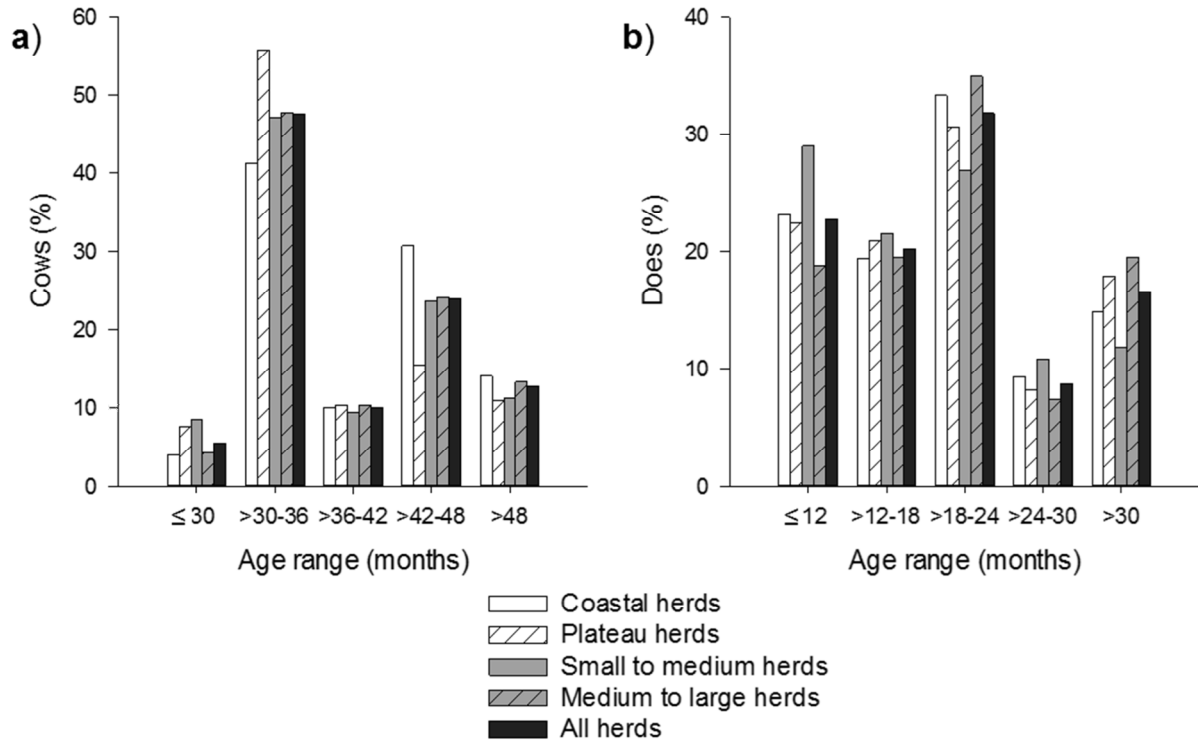 a)
60
50
40
30
20
10
0
Cows (%)
≤ 30 >30-36 >36-42 >42-48 >48
Age range (months)
b)
40
30
20
10
0
Does (%)
≤ 12 >12-18 >18-24 >24-30 >30
Age range (months)
Coastal herds
Plateau herds
Small to medium herds
Medium to large herds
All herds